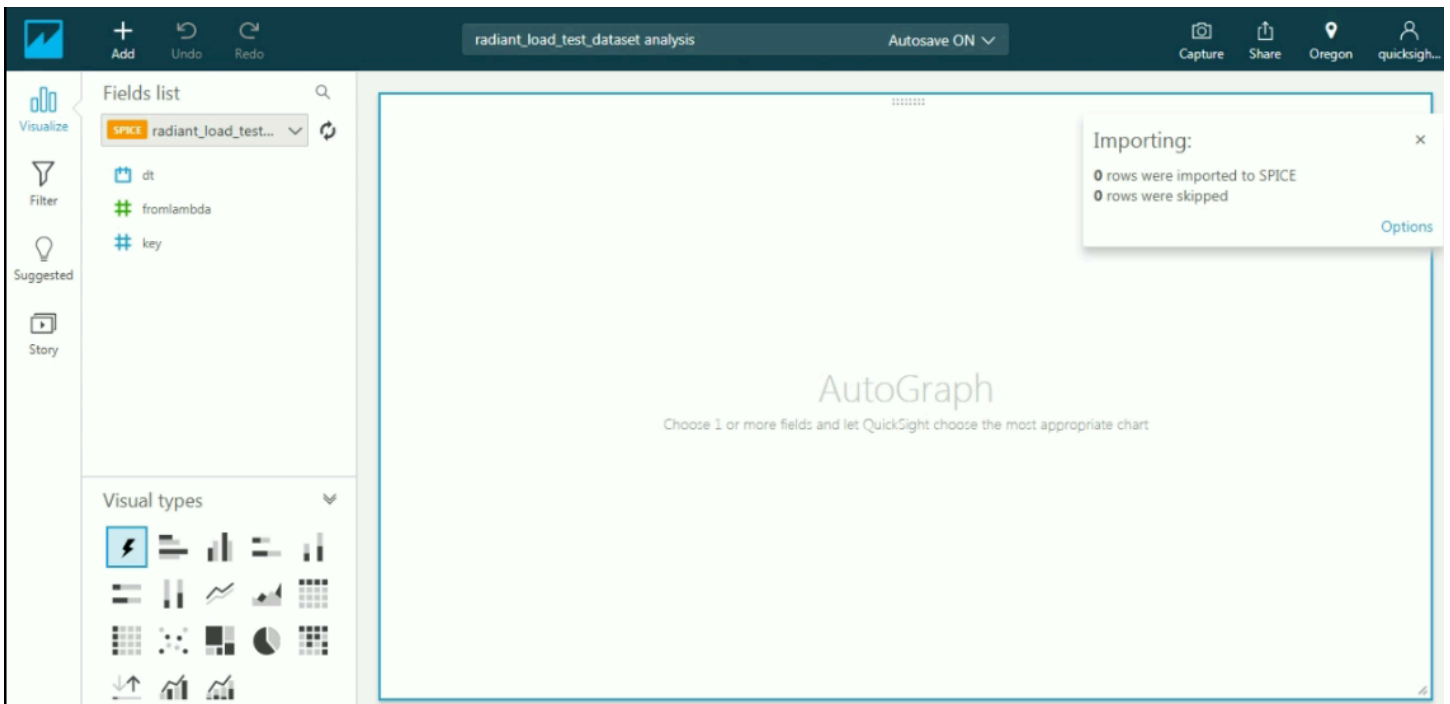 Add
Undo
Redo
radiant_load_test_dataset analysis
Autosave ON
Capture
Share
Oregon
quicksigh...
Visualize
Filter
Suggested
Story
Fields list
SPICE radiant_load_test...
dt
fromlambda
key
Visual types
Importing:
0 rows were imported to SPICE
0 rows were skipped
Options
AutoGraph
Choose 1 or more fields and let QuickSight choose the most appropriate chart